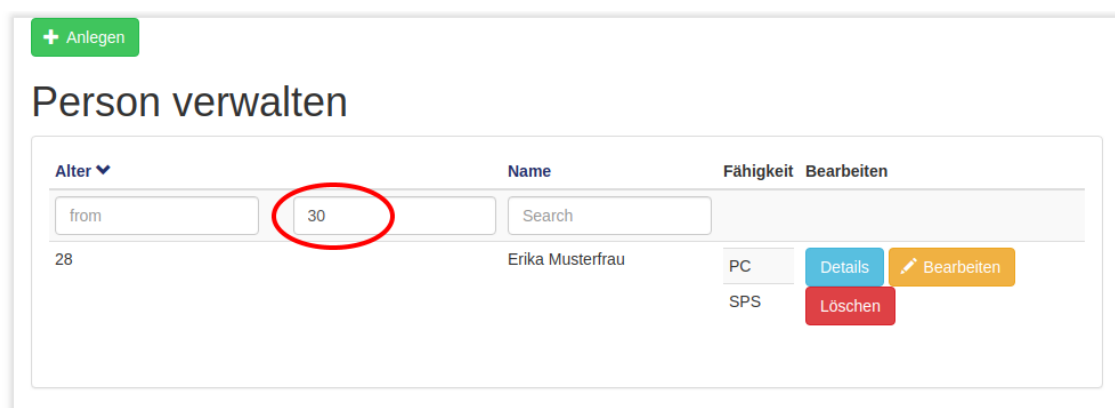 Anlegen
Person verwalten
Alter Name Fähigkeit Bearbeiten
from 30 Search
28 Erika Musterfrau PC Details Bearbeiten
SPS Löschen